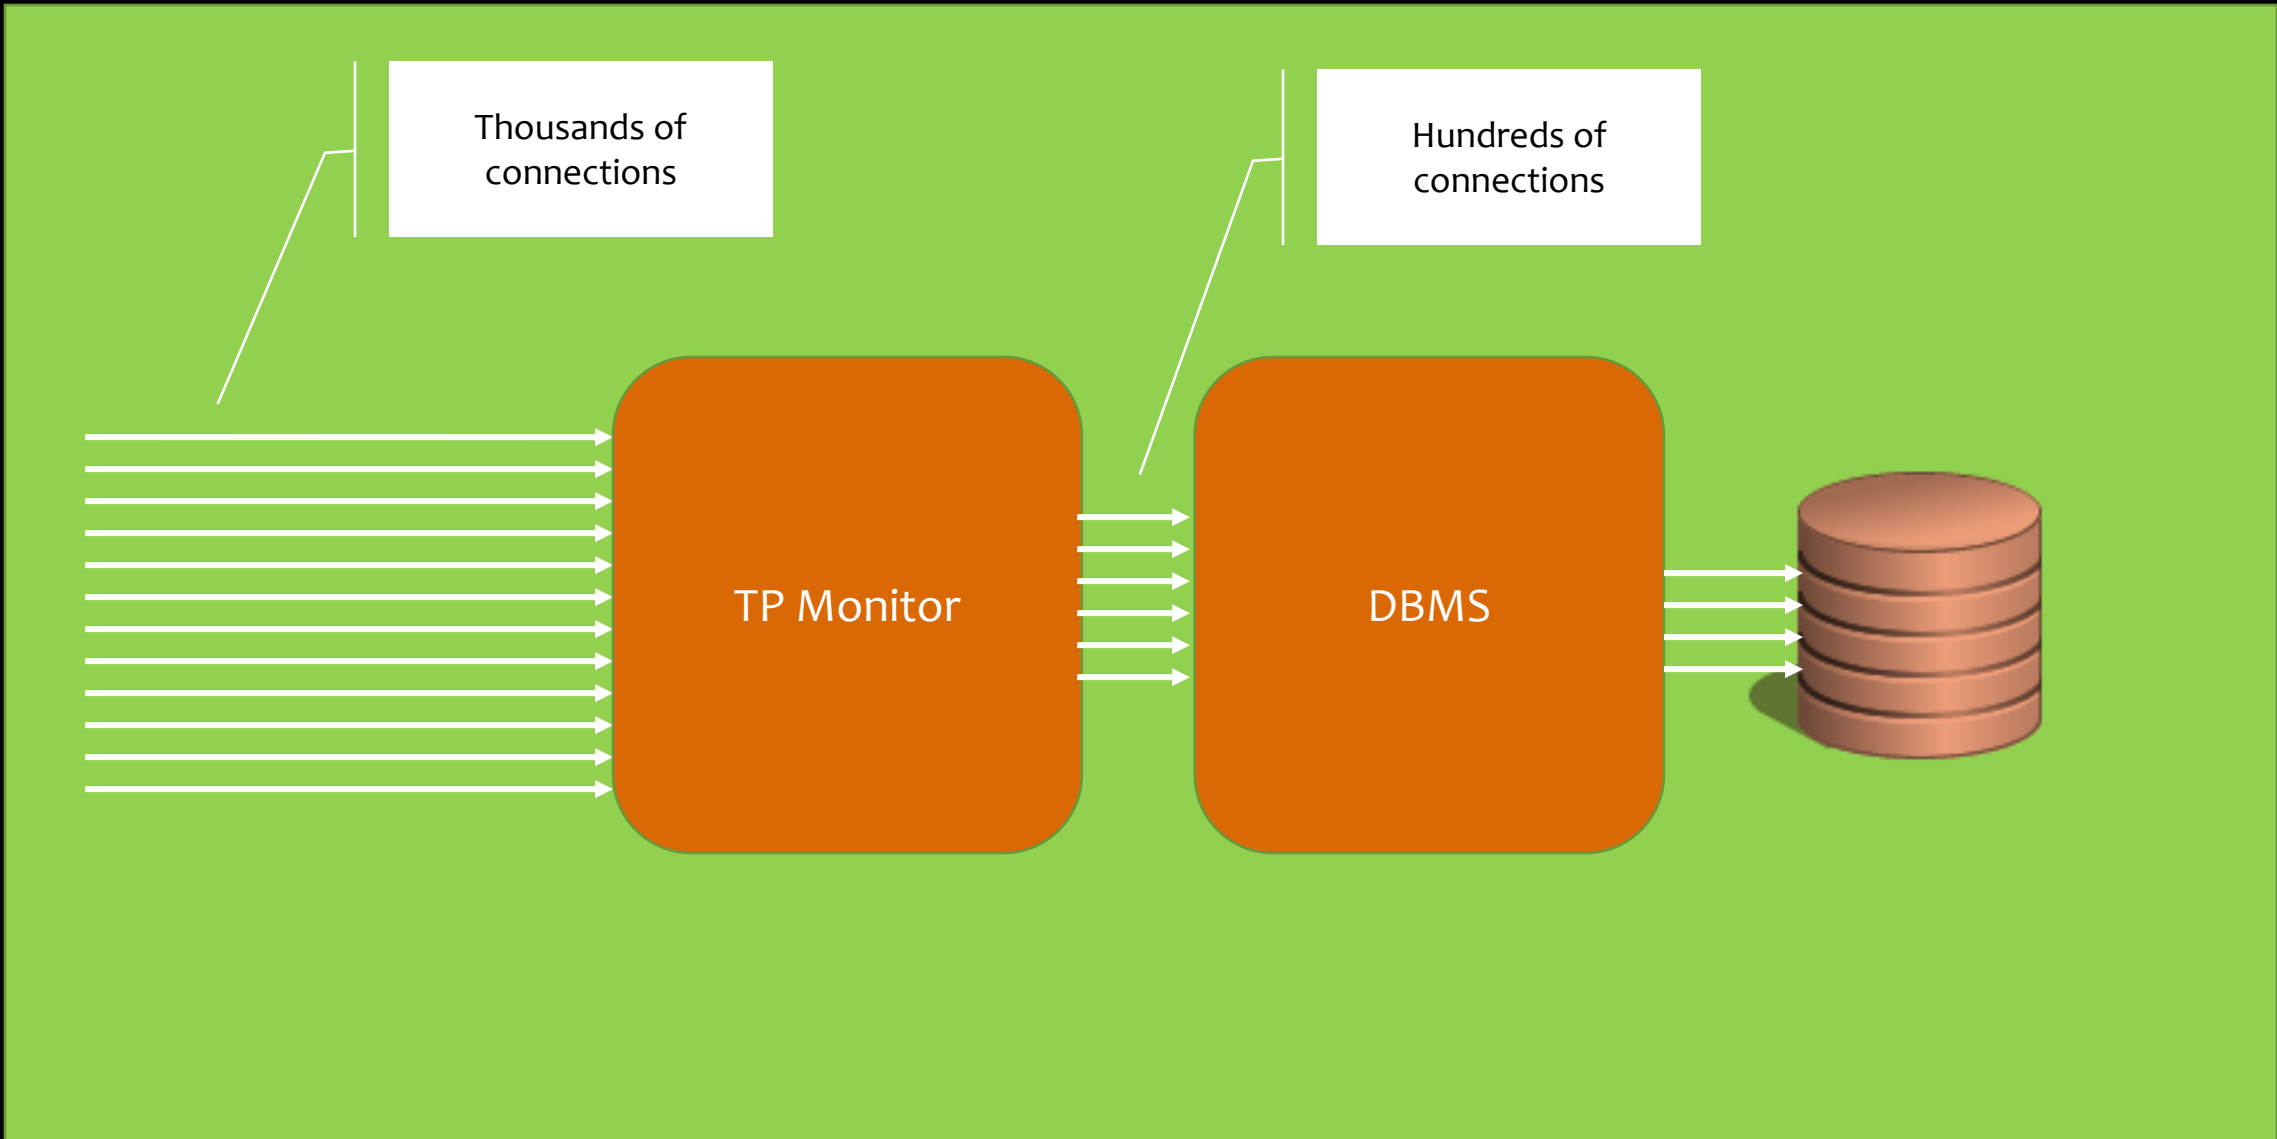 Thousands of
connections
Hundreds of
connections
TP Monitor
DBMS